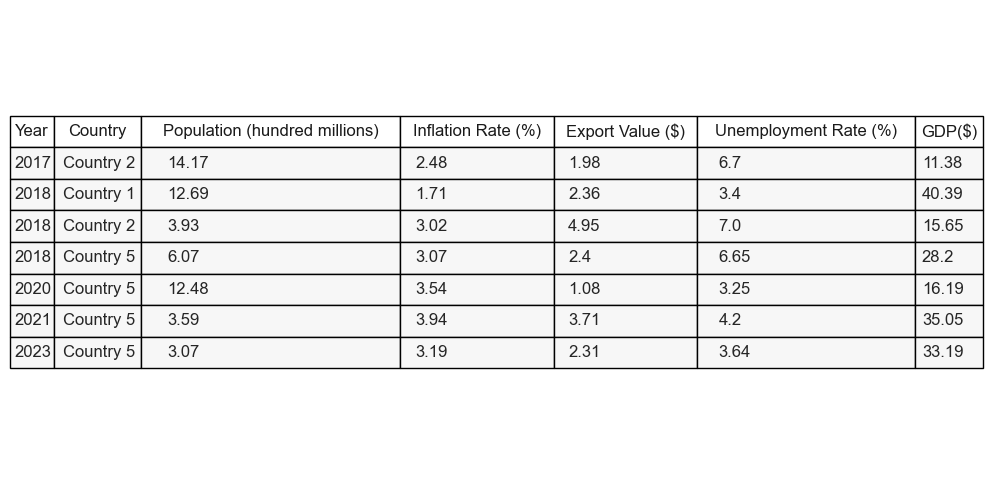 Year Country Population (hundred millions) Inflation Rate (%) Export Value ($) Unemployment Rate (%) GDP($)
2017 Country 2 14.17 2.48 1.98 6.7 11.38
2018 Country 1 12.69 1.71 2.36 3.4 40.39
2018 Country 2 3.93 3.02 4.95 7.0 15.65
2018 Country 5 6.07 3.07 2.4 6.65 28.2
2020 Country 5 12.48 3.54 1.08 3.25 16.19
2021 Country 5 3.59 3.94 3.71 4.2 35.05
2023 Country 5 3.07 3.19 2.31 3.64 33.19